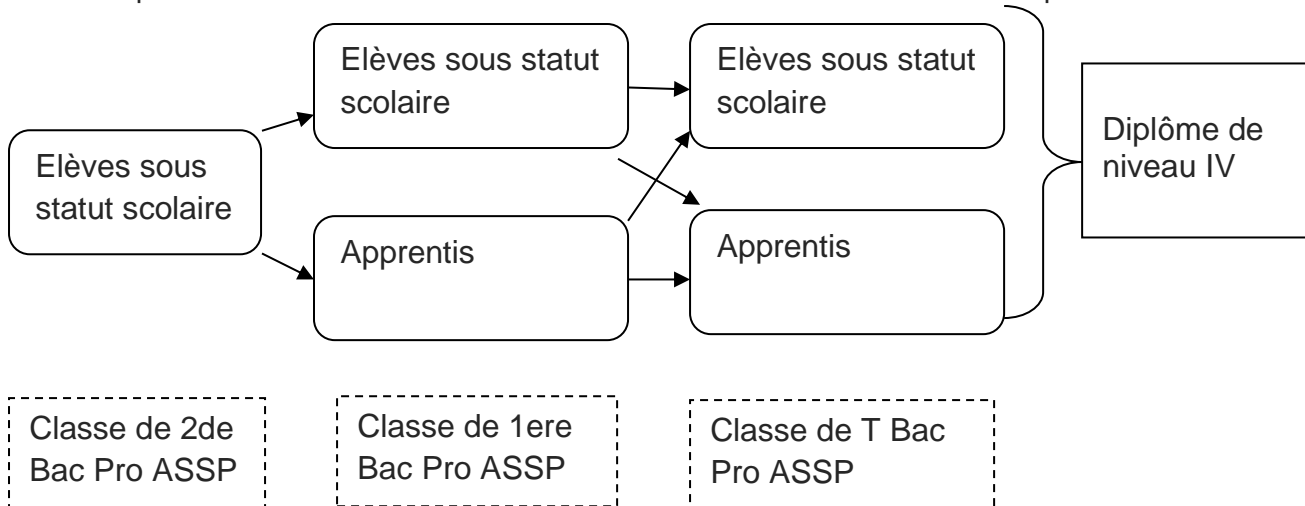 Elèves sous
statut scolaire
Elèves sous statut
scolaire
Apprentis
Elèves sous statut
scolaire
Apprentis
Diplôme de
niveau IV
Classe de 2de
Bac Pro ASSP
Classe de 1ere
Bac Pro ASSP
Classe de T Bac
Pro ASSP